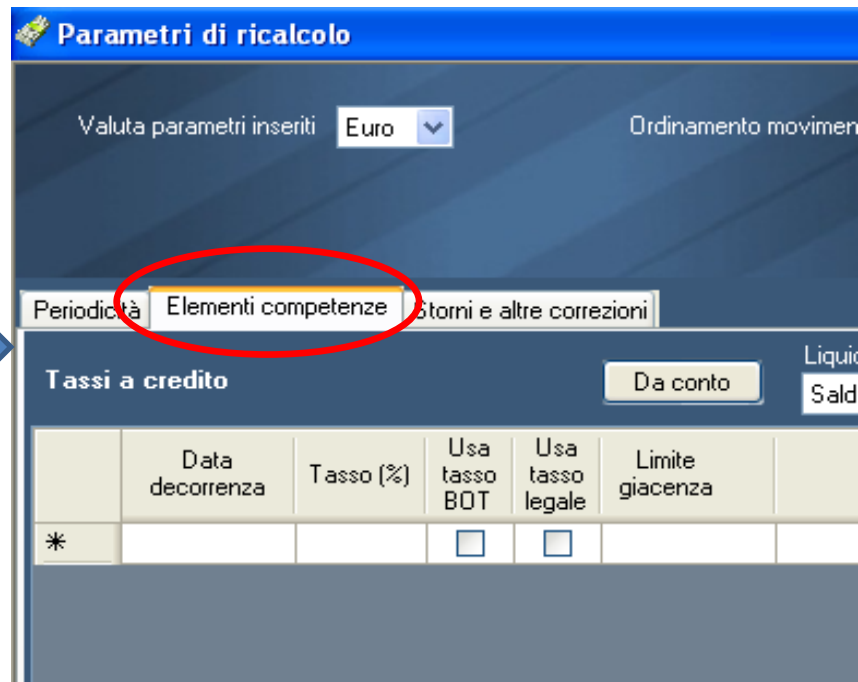 Parametri di ricalcolo
Valuta parametri inseriti Euro Ordinamento movimen
Periodicità Elementi competenze Storni e altre correzioni
Tassi a credito Da conto Liquid
Sald
Data decorrenza Tasso (%) Usa tasso BOT Usa tasso legale Limite giacenza
*